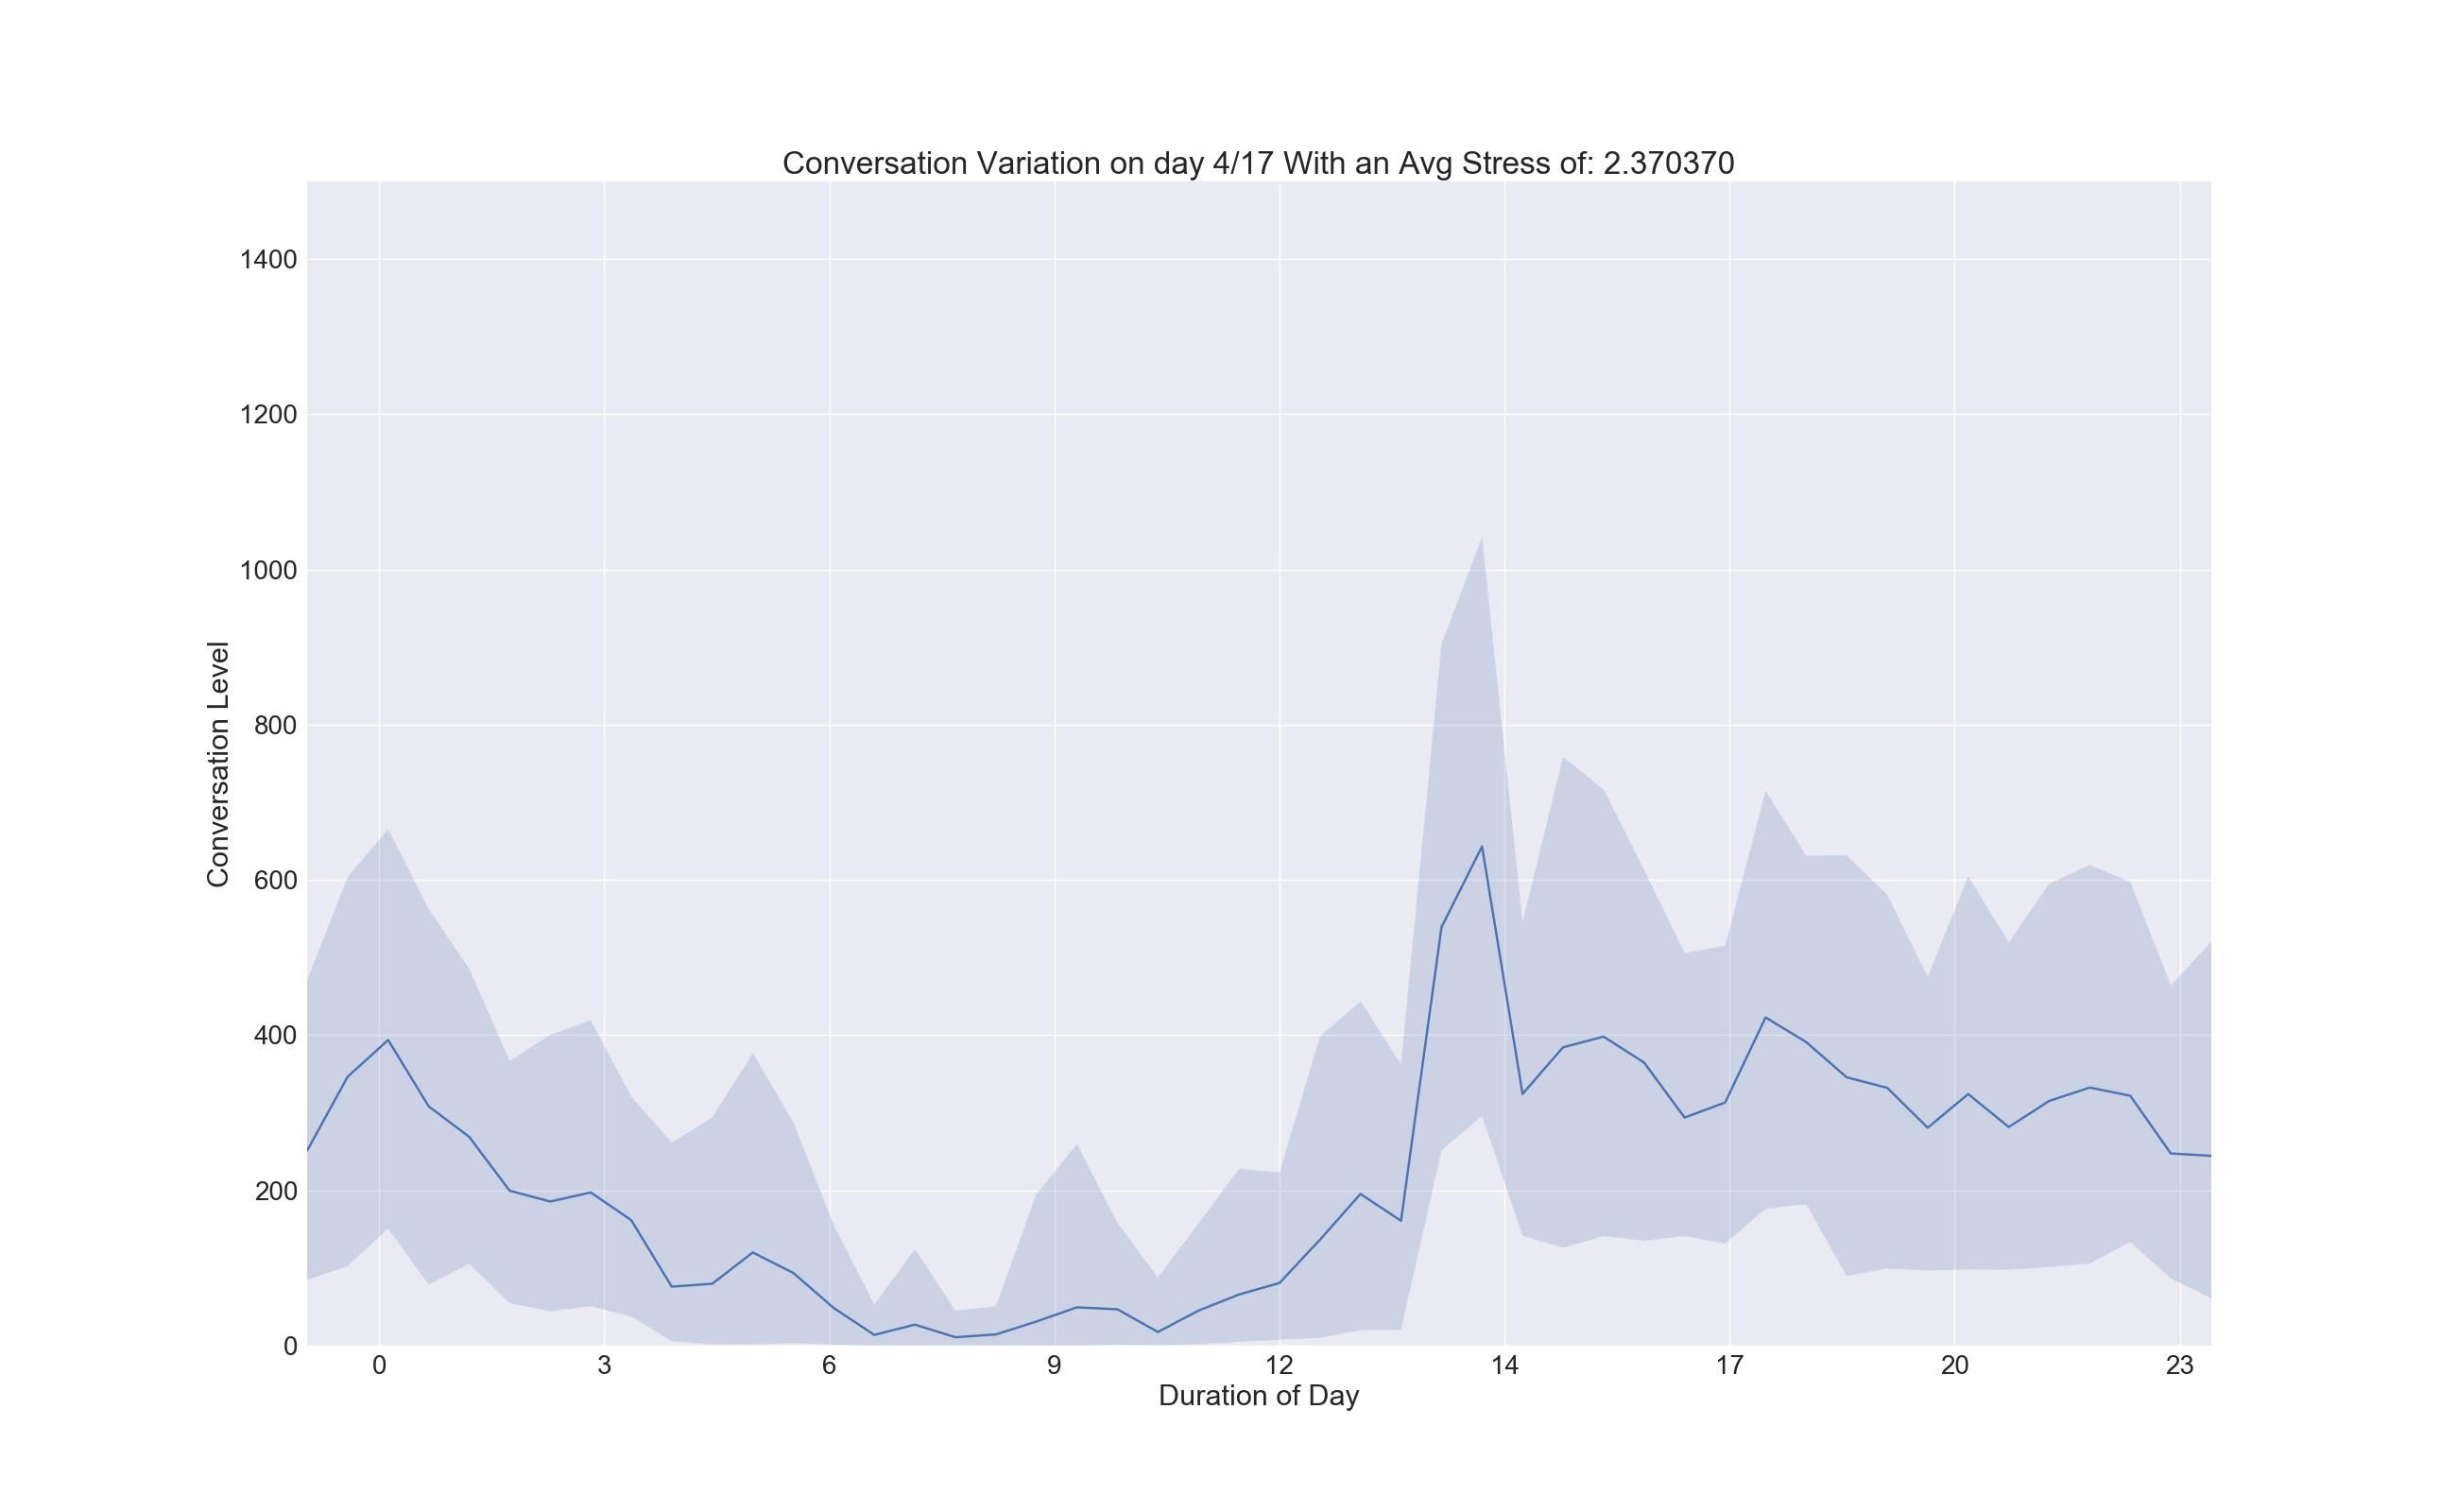 Conversation Variation on day 4/17 With an Avg Stress of: 2.370370
1400
1200
1000
800
600
400
200
0
Conversation Level
0 3 6 9 12 14 17 20 23
Duration of Day